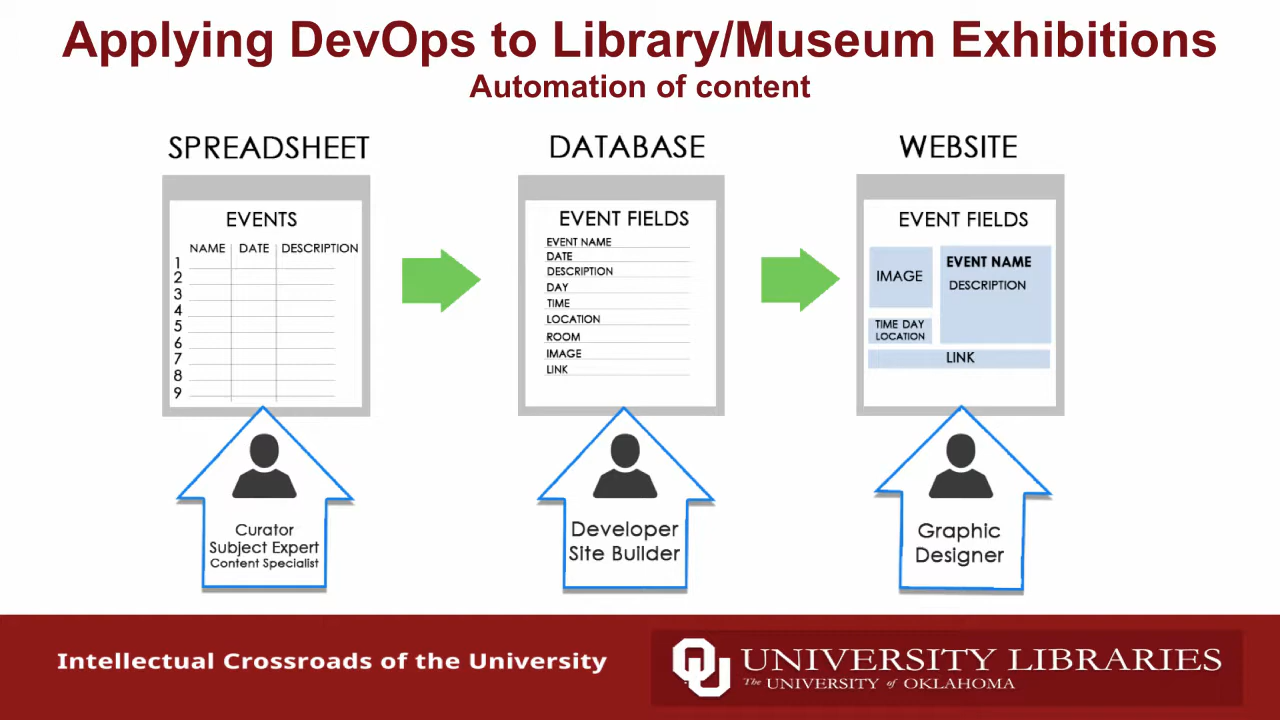 Applying DevOps to Library/Museum Exhibitions
Automation of content
SPREADSHEET
EVENTS
NAME DATE DESCRIPTION
1
2
3
4
5
6
7
8
9
Curator
Subject Expert
Content Specialist
DATABASE
EVENT FIELDS
EVENT NAME
DATE
DESCRIPTION
DAY
TIME
LOCATION
ROOM
IMAGE
LINK
Developer
Site Builder
WEBSITE
EVENT FIELDS
IMAGE
EVENT NAME
DESCRIPTION
TIME DAY
LOCATION
LINK
Graphic
Designer
Intellectual Crossroads of the University
OU
UNIVERSITY LIBRARIES
The UNIVERSITY of OKLAHOMA